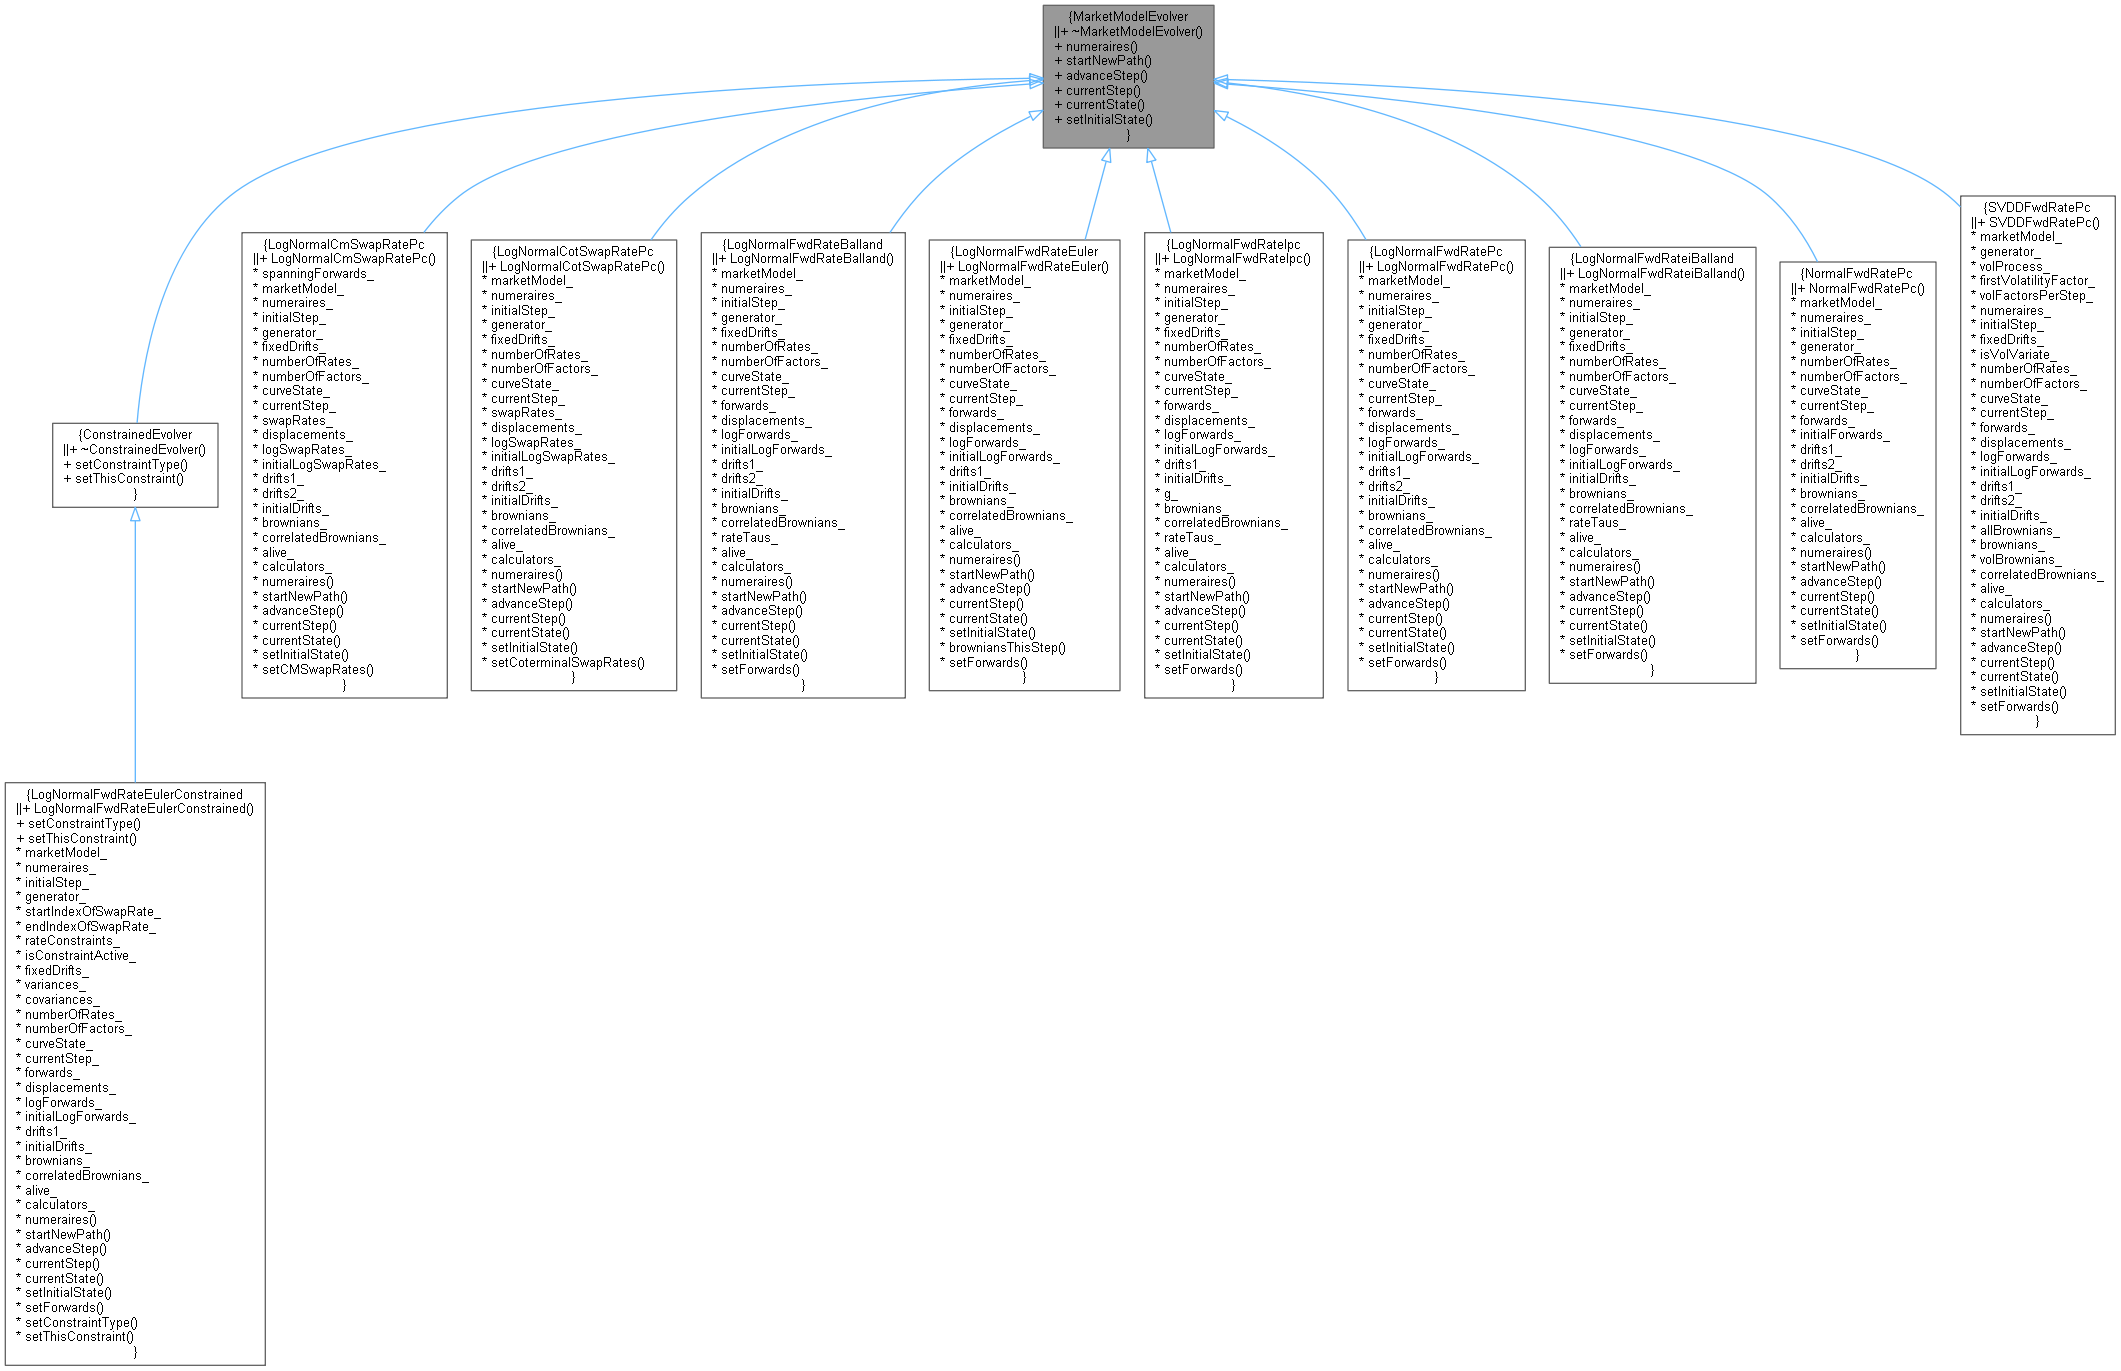 {MarketModelEvolver
||+ ~MarketModelEvolver()
+ numeraires()
+ startNewPath()
+ advanceStep()
+ currentStep()
+ currentState()
+ setInitialState()
}
{ConstrainedEvolver
||+ ~ConstrainedEvolver()
+ setConstraintType()
+ setThisConstraint()
}
{LogNormalCmSwapRatePc
||+ LogNormalCmSwapRatePc()
* spanningForwards_
* marketModel_
* numeraires_
* initialStep_
* generator_
* fixedDrifts_
* numberOfRates_
* numberOfFactors_
* curveState_
* currentStep_
* swapRates_
* displacements_
* logSwapRates_
* initialLogSwapRates_
* drifts1_
* drifts2_
* initialDrifts_
* brownians_
* correlatedBrownians_
* alive_
* calculators_
* numeraires()
* startNewPath()
* advanceStep()
* currentStep()
* currentState()
* setInitialState()
* setCMSwapRates()
}
{LogNormalCotSwapRatePc
||+ LogNormalCotSwapRatePc()
* marketModel_
* numeraires_
* initialStep_
* generator_
* fixedDrifts_
* numberOfRates_
* numberOfFactors_
* curveState_
* currentStep_
* swapRates_
* displacements_
* logSwapRates_
* initialLogSwapRates_
* drifts1_
* drifts2_
* initialDrifts_
* brownians_
* correlatedBrownians_
* alive_
* calculators_
* numeraires()
* startNewPath()
* advanceStep()
* currentStep()
* currentState()
* setInitialState()
* setCoterminalSwapRates()
}
{LogNormalFwdRateBalland
||+ LogNormalFwdRateBalland()
* marketModel_
* numeraires_
* initialStep_
* generator_
* fixedDrifts_
* numberOfRates_
* numberOfFactors_
* curveState_
* currentStep_
* forwards_
* displacements_
* logForwards_
* initialLogForwards_
* drifts1_
* drifts2_
* initialDrifts_
* brownians_
* correlatedBrownians_
* rateTaus_
* alive_
* calculators_
* numeraires()
* startNewPath()
* advanceStep()
* currentStep()
* currentState()
* setInitialState()
* setForwards()
}
{LogNormalFwdRateEuler
||+ LogNormalFwdRateEuler()
* marketModel_
* numeraires_
* initialStep_
* generator_
* fixedDrifts_
* numberOfRates_
* numberOfFactors_
* curveState_
* currentStep_
* forwards_
* displacements_
* logForwards_
* initialLogForwards_
* drifts1_
* initialDrifts_
* brownians_
* correlatedBrownians_
* alive_
* calculators_
* numeraires()
* startNewPath()
* advanceStep()
* currentStep()
* currentState()
* setInitialState()
* browniansThisStep()
* setForwards()
}
{LogNormalFwdRateIpc
||+ LogNormalFwdRateIpc()
* marketModel_
* numeraires_
* initialStep_
* generator_
* fixedDrifts_
* numberOfRates_
* numberOfFactors_
* curveState_
* currentStep_
* forwards_
* displacements_
* logForwards_
* initialLogForwards_
* drifts1_
* initialDrifts_
* g_
* brownians_
* correlatedBrownians_
* rateTaus_
* alive_
* calculators_
* numeraires()
* startNewPath()
* advanceStep()
* currentStep()
* currentState()
* setInitialState()
* setForwards()
}
{LogNormalFwdRatePc
||+ LogNormalFwdRatePc()
* marketModel_
* numeraires_
* initialStep_
* generator_
* fixedDrifts_
* numberOfRates_
* numberOfFactors_
* curveState_
* currentStep_
* forwards_
* displacements_
* logForwards_
* initialLogForwards_
* drifts1_
* drifts2_
* initialDrifts_
* brownians_
* correlatedBrownians_
* alive_
* calculators_
* numeraires()
* startNewPath()
* advanceStep()
* currentStep()
* currentState()
* setInitialState()
* setForwards()
}
{LogNormalFwdRateiBalland
||+ LogNormalFwdRateiBalland()
* marketModel_
* numeraires_
* initialStep_
* generator_
* fixedDrifts_
* numberOfRates_
* numberOfFactors_
* curveState_
* currentStep_
* forwards_
* displacements_
* logForwards_
* initialLogForwards_
* initialDrifts_
* brownians_
* correlatedBrownians_
* rateTaus_
* alive_
* calculators_
* numeraires()
* startNewPath()
* advanceStep()
* currentStep()
* currentState()
* setInitialState()
* setForwards()
}
{NormalFwdRatePc
||+ NormalFwdRatePc()
* marketModel_
* numeraires_
* initialStep_
* generator_
* numberOfRates_
* numberOfFactors_
* curveState_
* currentStep_
* forwards_
* initialForwards_
* drifts1_
* drifts2_
* initialDrifts_
* brownians_
* correlatedBrownians_
* alive_
* calculators_
* numeraires()
* startNewPath()
* advanceStep()
* currentStep()
* currentState()
* setInitialState()
* setForwards()
}
{SVDDFwdRatePc
||+ SVDDFwdRatePc()
* marketModel_
* generator_
* volProcess_
* firstVolatilityFactor_
* volFactorsPerStep_
* numeraires_
* initialStep_
* fixedDrifts_
* isVolVariate_
* numberOfRates_
* numberOfFactors_
* curveState_
* currentStep_
* forwards_
* displacements_
* logForwards_
* initialLogForwards_
* drifts1_
* drifts2_
* initialDrifts_
* allBrownians_
* brownians_
* volBrownians_
* correlatedBrownians_
* alive_
* calculators_
* numeraires()
* startNewPath()
* advanceStep()
* currentStep()
* currentState()
* setInitialState()
* setForwards()
}
{LogNormalFwdRateEulerConstrained
||+ LogNormalFwdRateEulerConstrained()
+ setConstraintType()
+ setThisConstraint()
* marketModel_
* numeraires_
* initialStep_
* generator_
* startIndexOfSwapRate_
* endIndexOfSwapRate_
* rateConstraints_
* isConstraintActive_
* fixedDrifts_
* variances_
* covariances_
* numberOfRates_
* numberOfFactors_
* curveState_
* currentStep_
* forwards_
* displacements_
* logForwards_
* initialLogForwards_
* drifts1_
* initialDrifts_
* brownians_
* correlatedBrownians_
* alive_
* calculators_
* numeraires()
* startNewPath()
* advanceStep()
* currentStep()
* currentState()
* setInitialState()
* setForwards()
* setConstraintType()
* setThisConstraint()
}